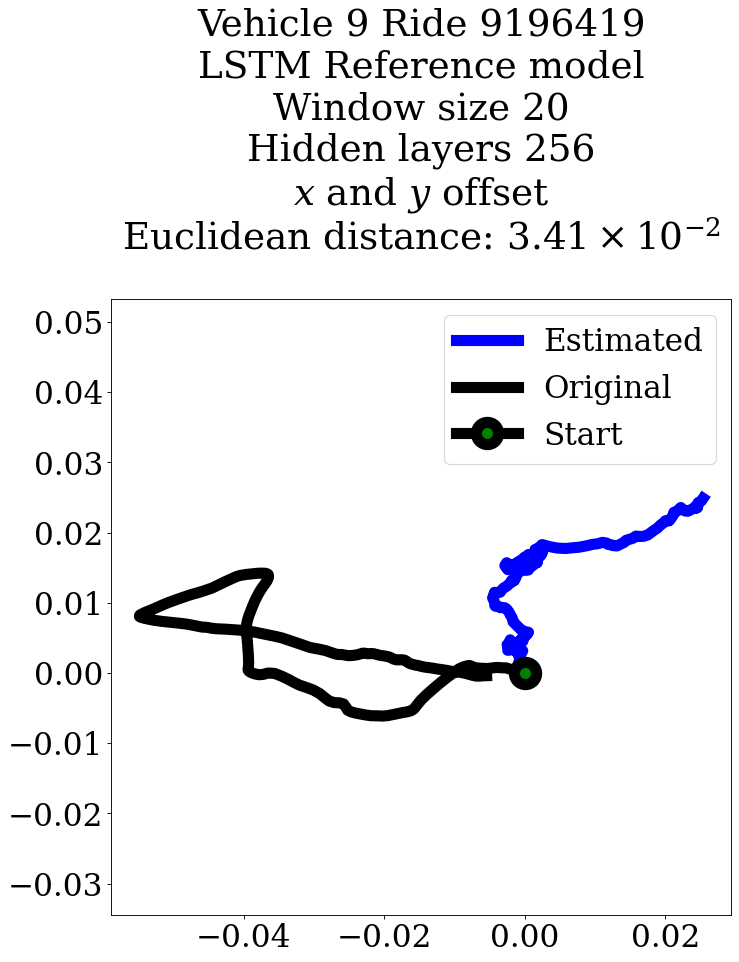 Vehicle 9 Ride 9196419
LSTM Reference model
Window size 20
Hidden layers 256
x and y offset
Euclidean distance: 3.41 × 10⁻²
Estimated
Original
Start
0.05
0.04
0.03
0.02
0.01
0.00
−0.01
−0.02
−0.03
−0.04 −0.02 0.00 0.02